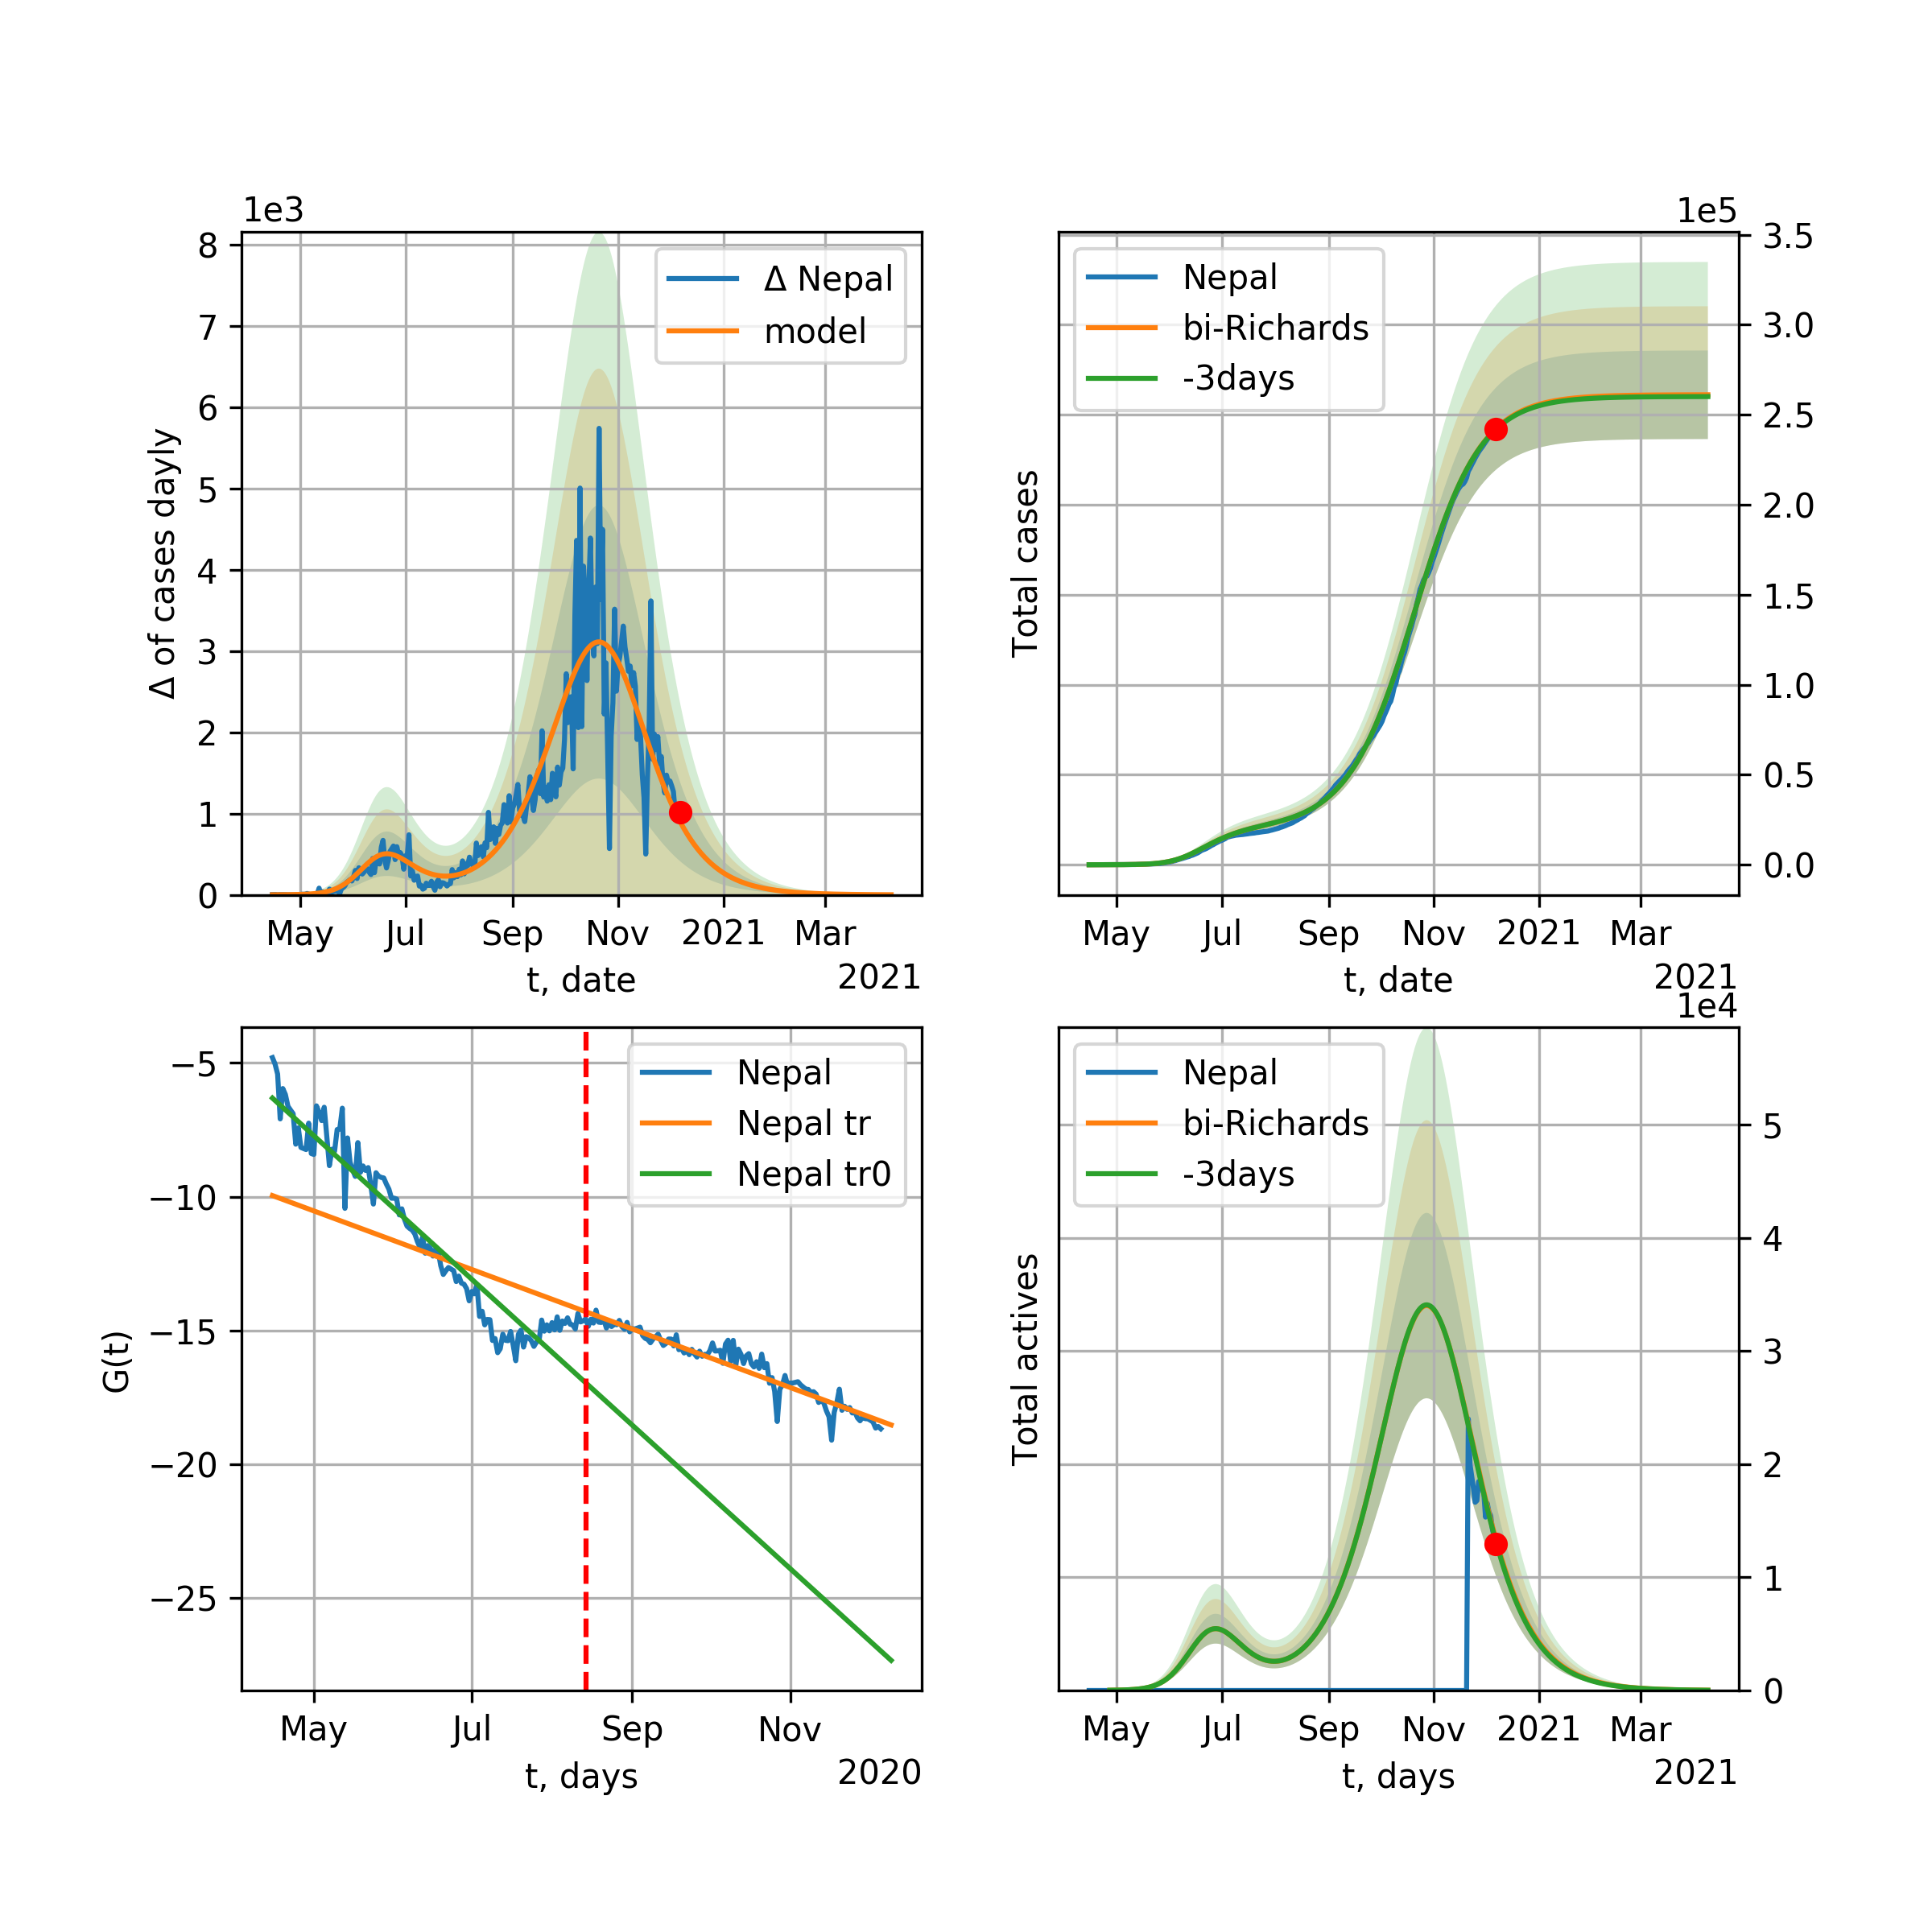 1e3
8
7
6
5
4
3
2
1
0
Δ of cases dayly
Δ Nepal
model
May Jul Sep Nov 2021 Mar
t, date
2021
1e5
3.5
3.0
2.5
2.0
1.5
1.0
0.5
0.0
Total cases
Nepal
bi-Richards
-3days
May Jul Sep Nov 2021 Mar
t, date
2021
−5
−10
−15
−20
−25
G(t)
Nepal
Nepal tr
Nepal tr0
May Jul Sep Nov
t, days
2020
1e4
5
4
3
2
1
0
Total actives
Nepal
bi-Richards
-3days
May Jul Sep Nov 2021 Mar
t, days
2021